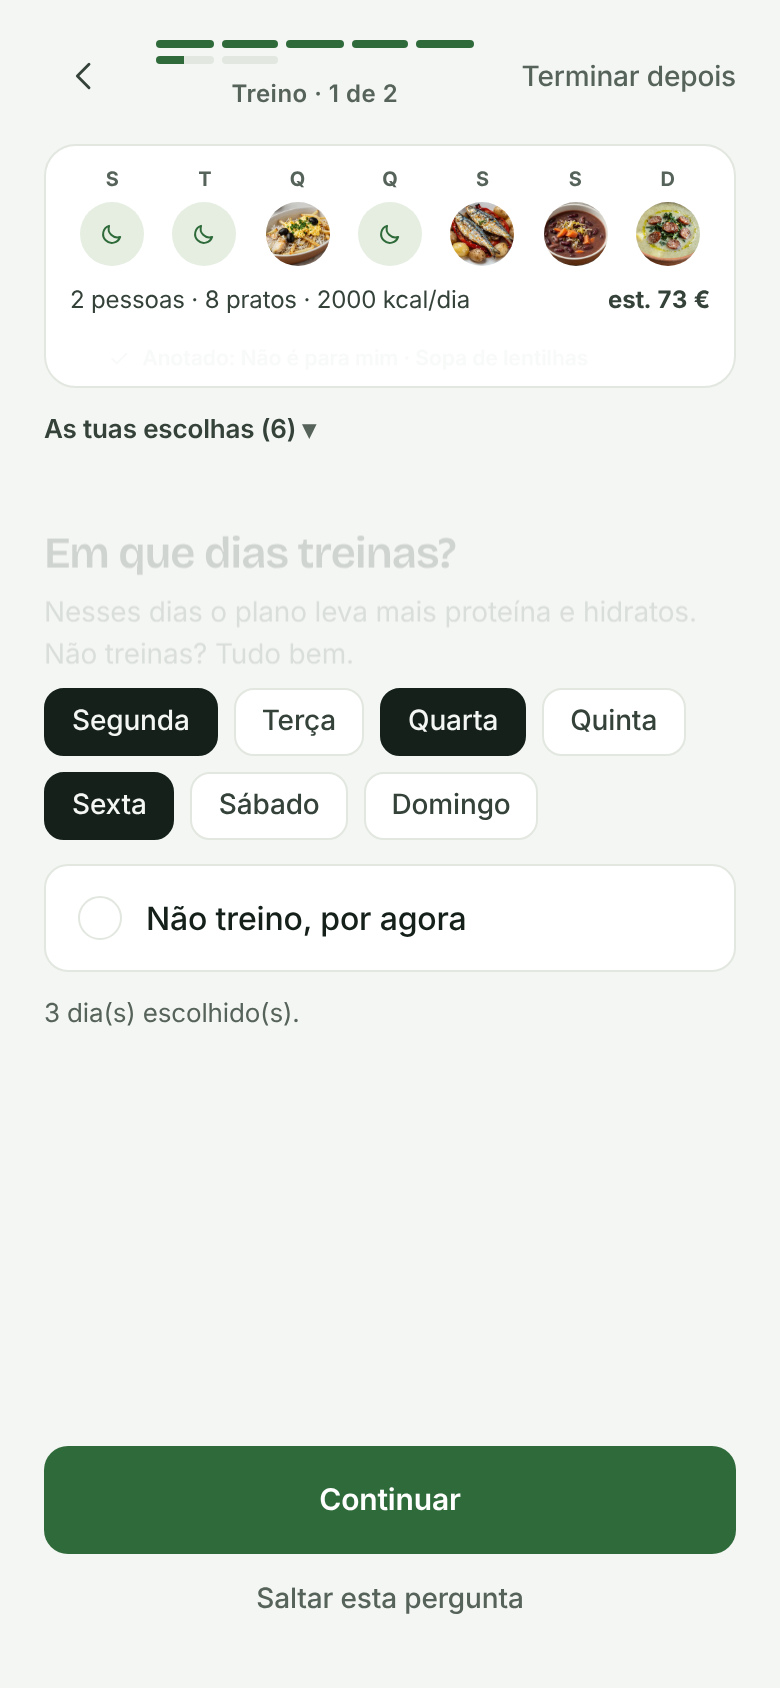 Treino · 1 de 2
Terminar depois
S T Q Q S S D
2 pessoas · 8 pratos · 2000 kcal/dia est. 73 €
Anotado: Não é para mim · Sopa de lentilhas
As tuas escolhas (6) ▾
Em que dias treinas?
Nesses dias o plano leva mais proteína e hidratos.
Não treinas? Tudo bem.
Segunda Terça Quarta Quinta
Sexta Sábado Domingo
Não treino, por agora
3 dia(s) escolhido(s).
Continuar
Saltar esta pergunta